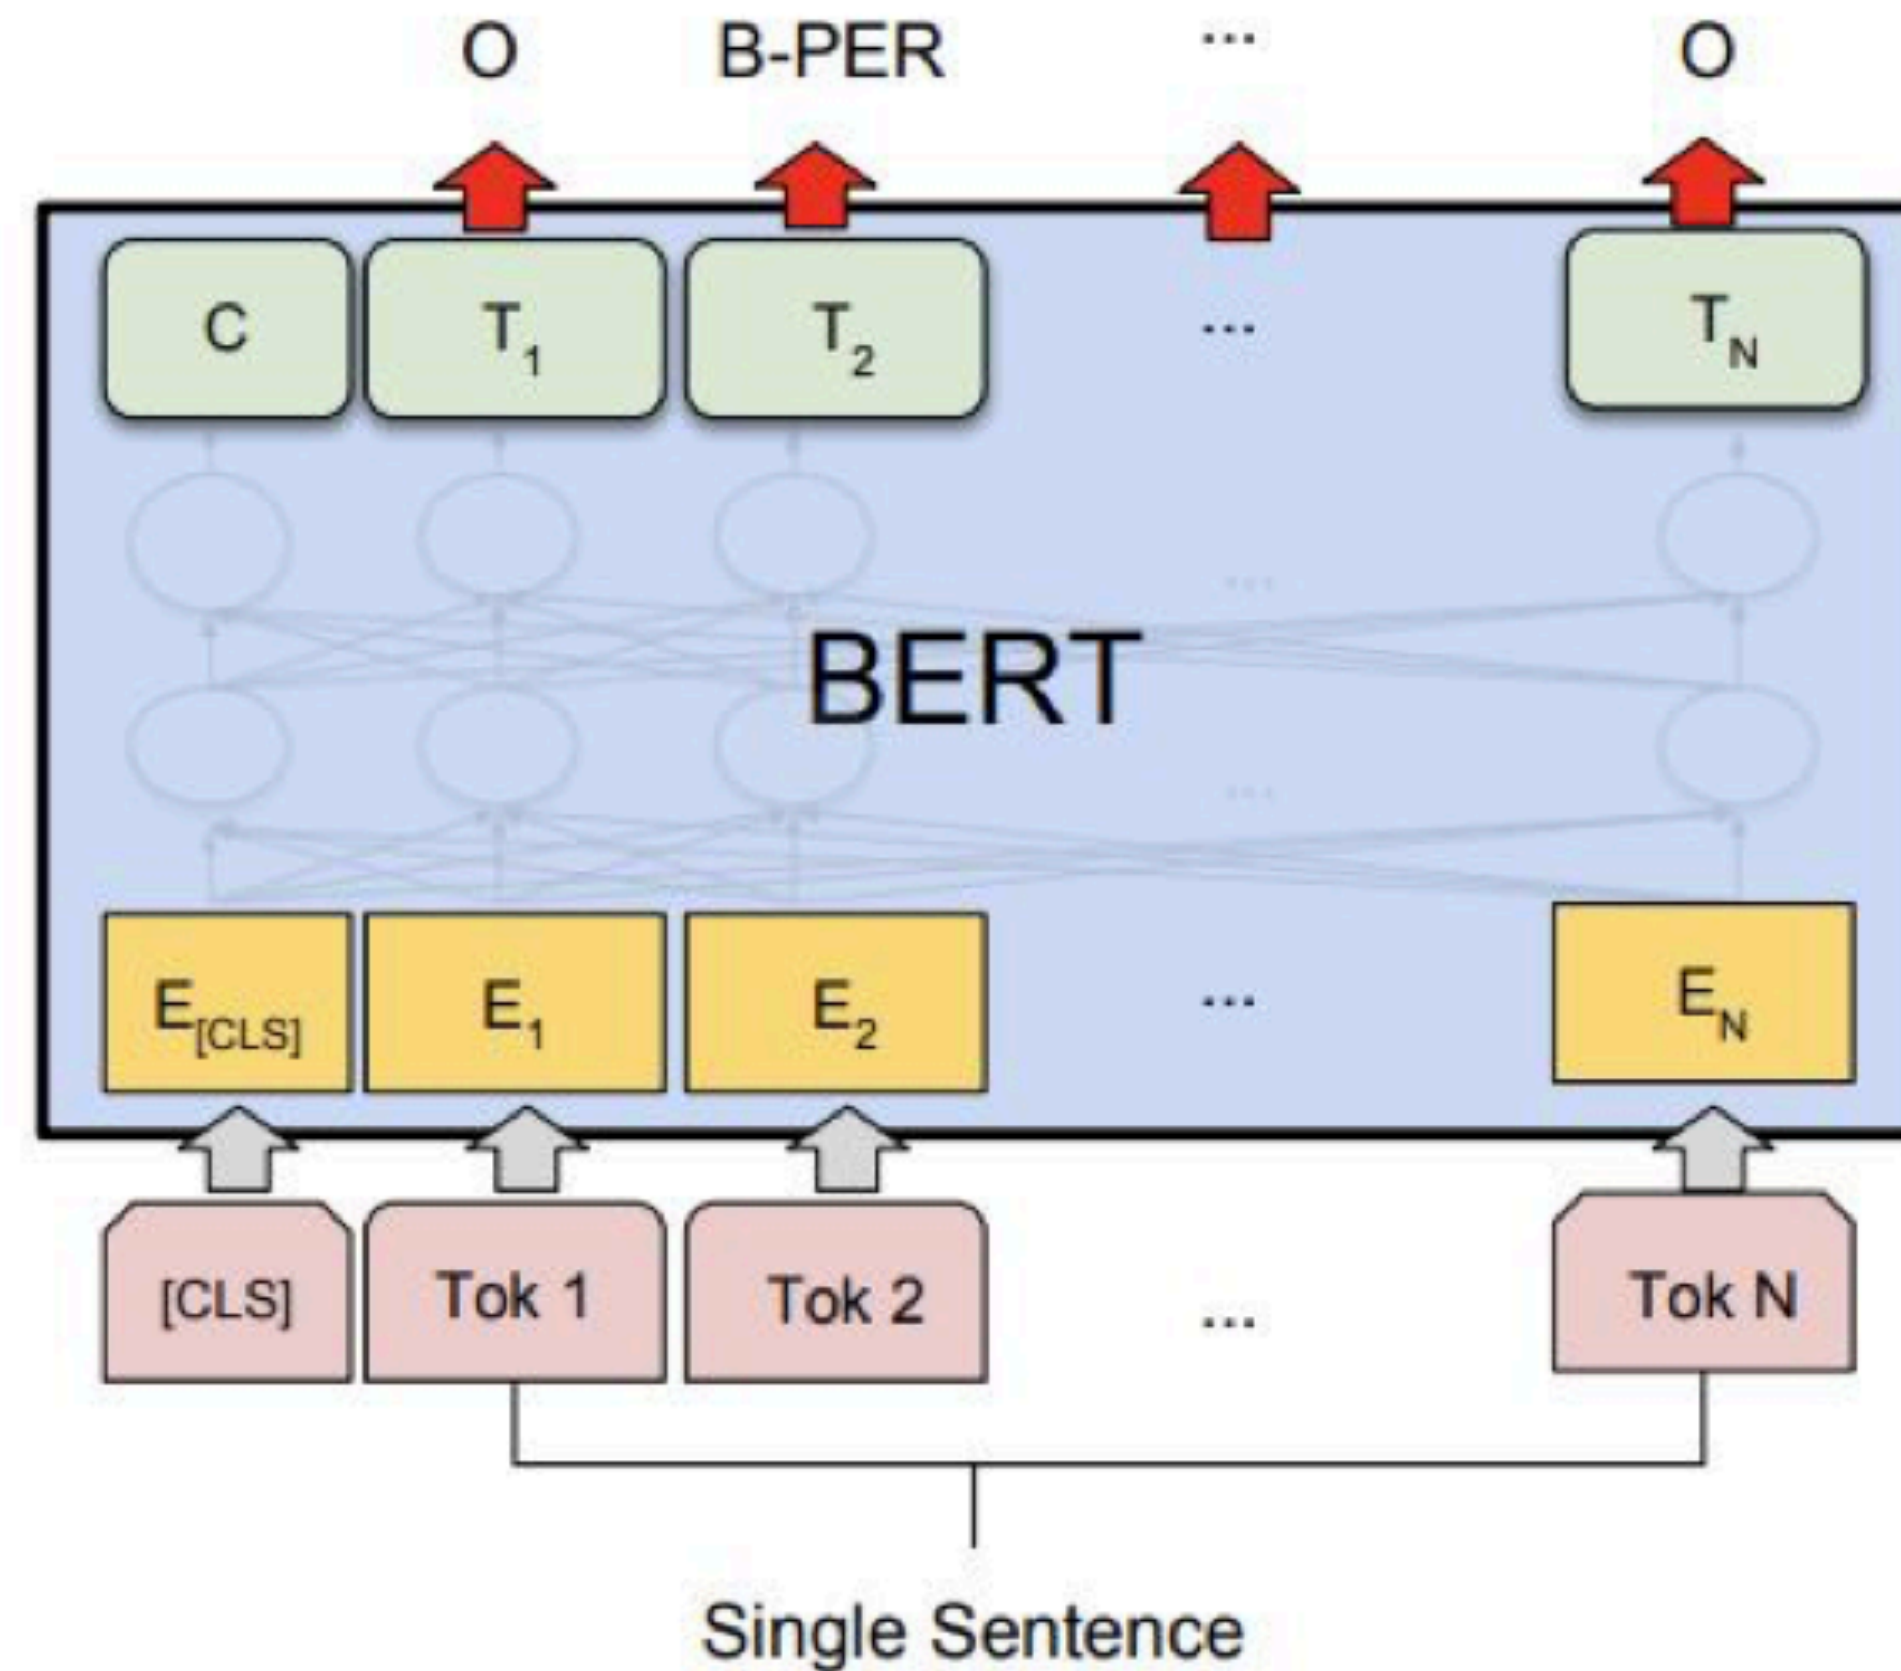 O B-PER ... O
C T1 T2 ... TN
...
BERT
...
E[CLS] E1 E2 ... EN
[CLS] Tok 1 Tok 2 ... Tok N
Single Sentence